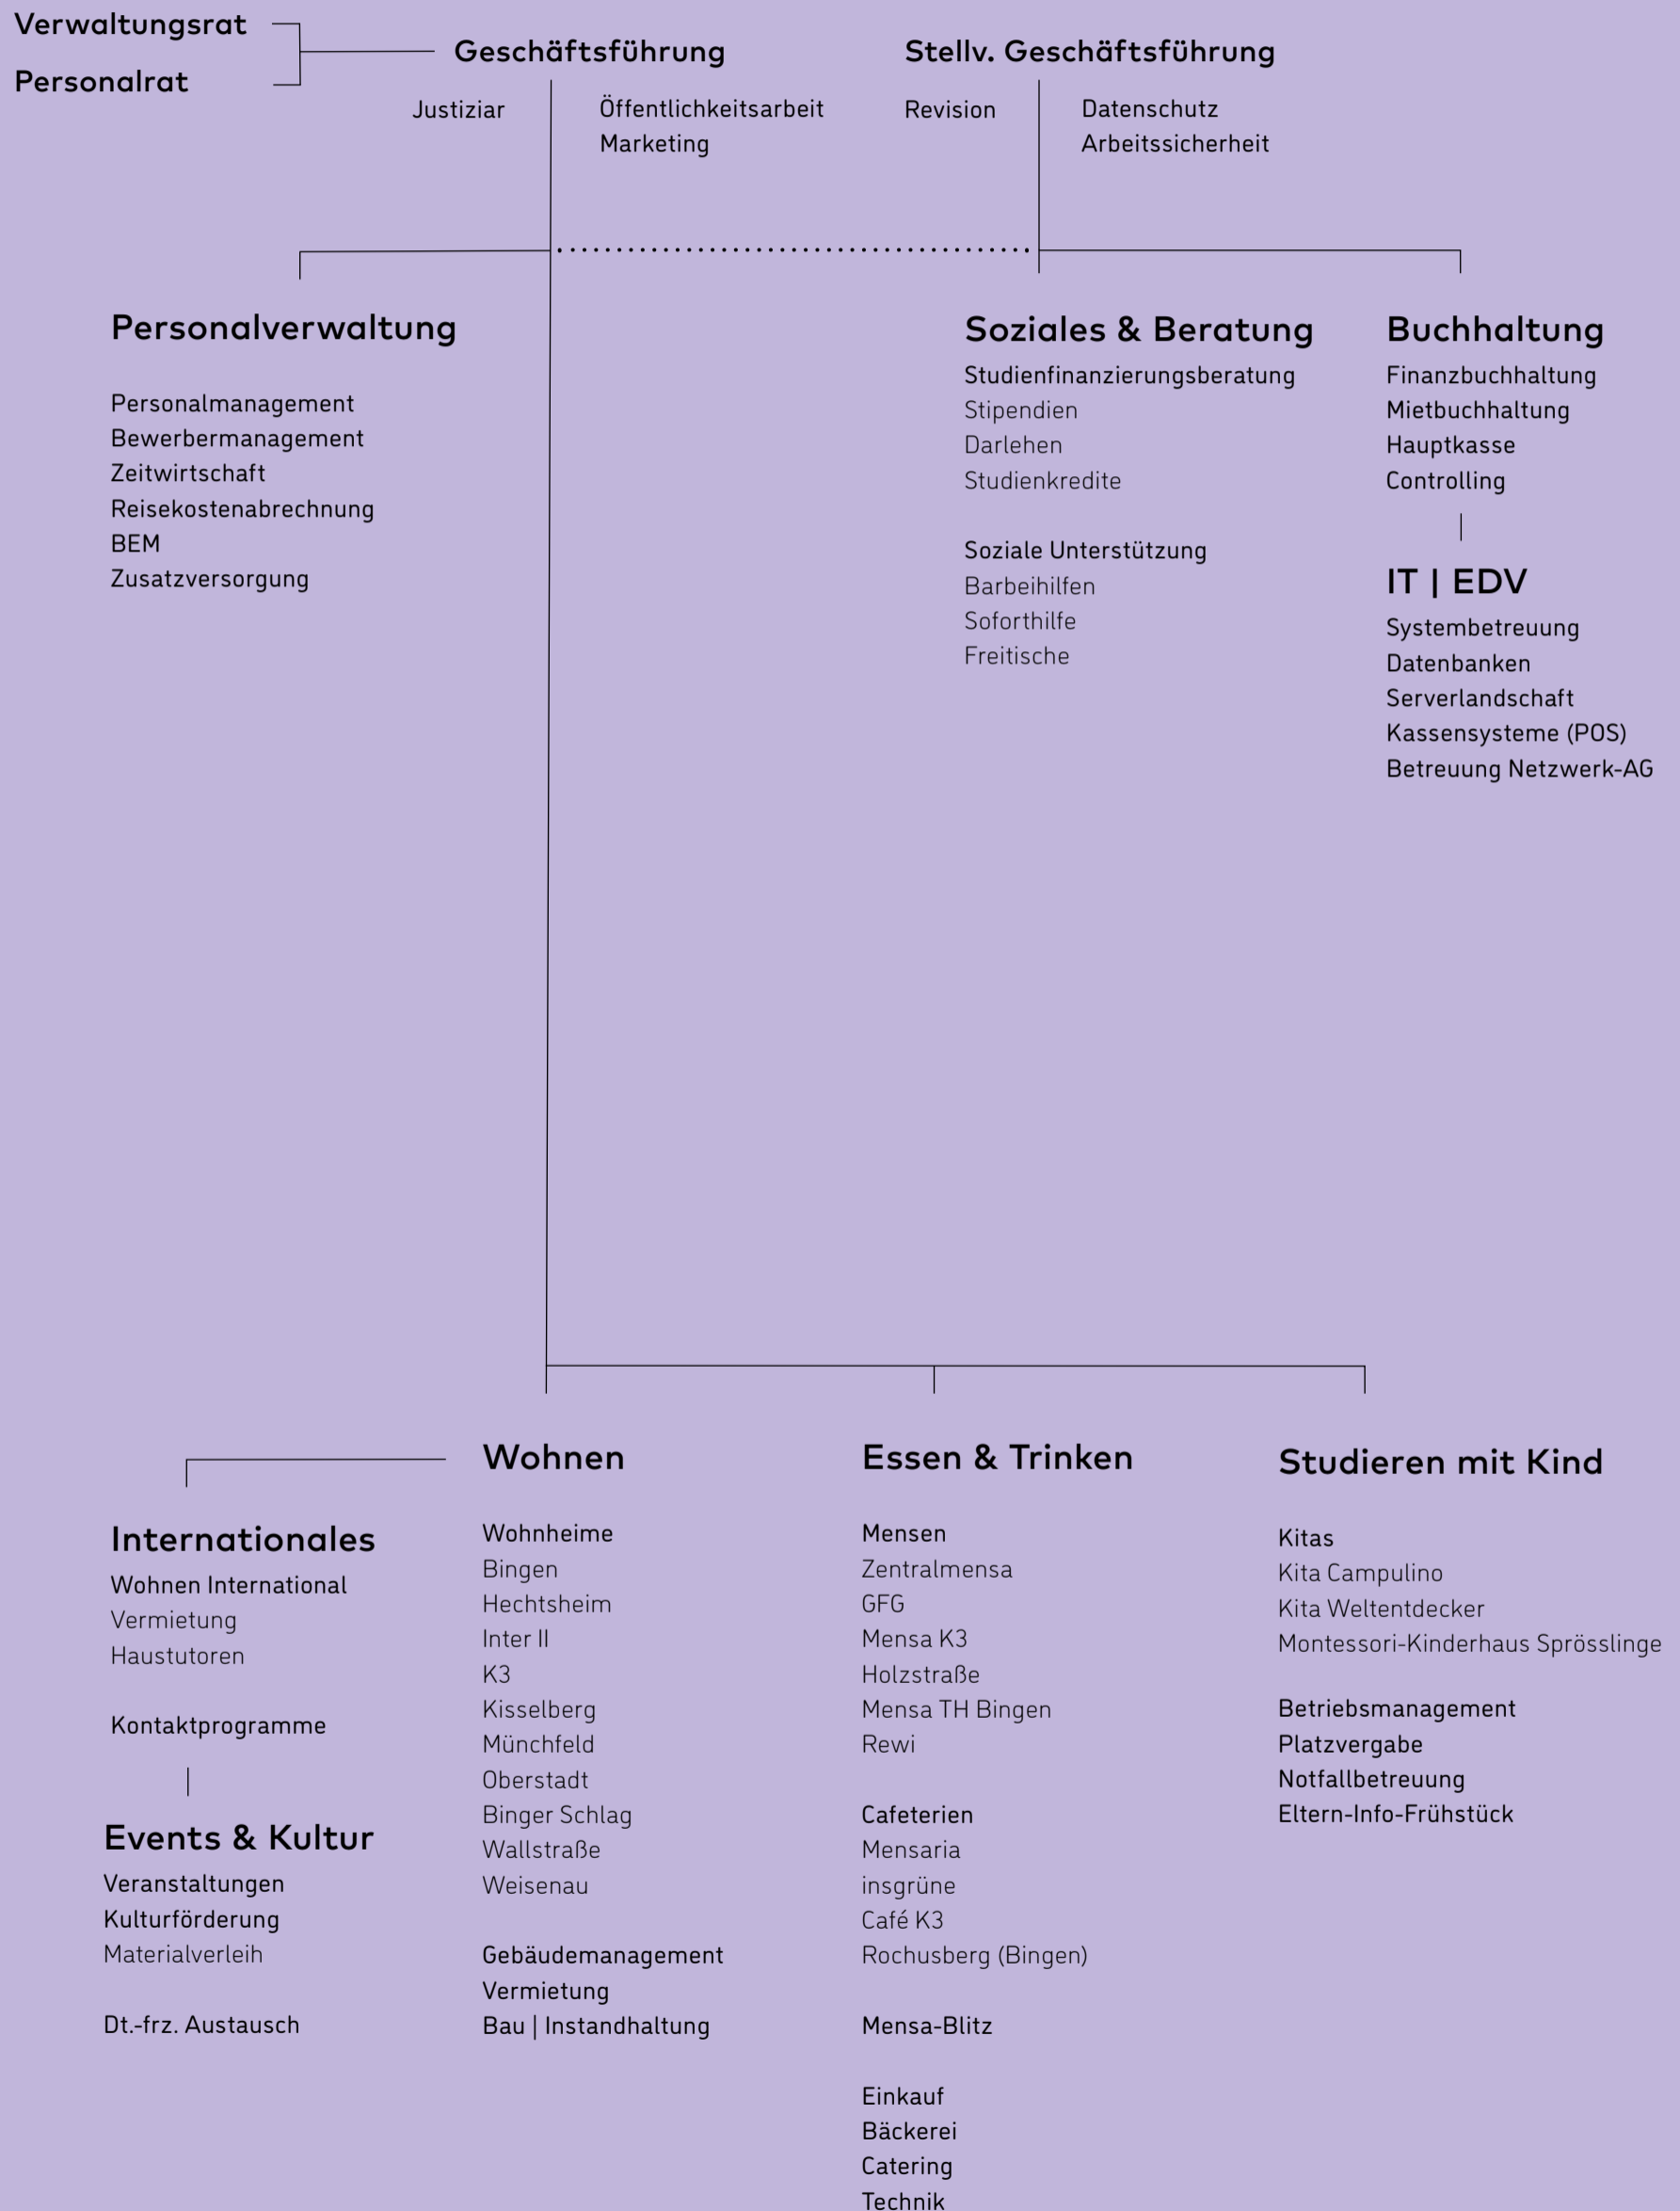 Verwaltungsrat
Personalrat
Geschäftsführung
Justiziar
Öffentlichkeitsarbeit
Marketing
Stellv. Geschäftsführung
Revision
Datenschutz
Arbeitssicherheit
Personalverwaltung
Personalmanagement
Bewerbermanagement
Zeitwirtschaft
Reisekostenabrechnung
BEM
Zusatzversorgung
Soziales & Beratung
Studienfinanzierungsberatung
Stipendien
Darlehen
Studienkredite
Soziale Unterstützung
Barbeihilfen
Soforthilfe
Freitische
Buchhaltung
Finanzbuchhaltung
Mietbuchhaltung
Hauptkasse
Controlling
IT | EDV
Systembetreuung
Datenbanken
Serverlandschaft
Kassensysteme (POS)
Betreuung Netzwerk-AG
Internationales
Wohnen International
Vermietung
Haustutoren
Kontaktprogramme
Events & Kultur
Veranstaltungen
Kulturförderung
Materialverleih
Dt.-frz. Austausch
Wohnen
Wohnheime
Bingen
Hechtsheim
Inter II
K3
Kisselberg
Münchfeld
Oberstadt
Binger Schlag
Wallstraße
Weisenau
Gebäudemanagement
Vermietung
Bau | Instandhaltung
Essen & Trinken
Mensen
Zentralmensa
GFG
Mensa K3
Holzstraße
Mensa TH Bingen
Rewi
Cafeterien
Mensaria
insgrüne
Café K3
Rochusberg (Bingen)
Mensa-Blitz
Einkauf
Bäckerei
Catering
Technik
Studieren mit Kind
Kitas
Kita Campulino
Kita Weltentdecker
Montessori-Kinderhaus Sprösslinge
Betriebsmanagement
Platzvergabe
Notfallbetreuung
Eltern-Info-Frühstück